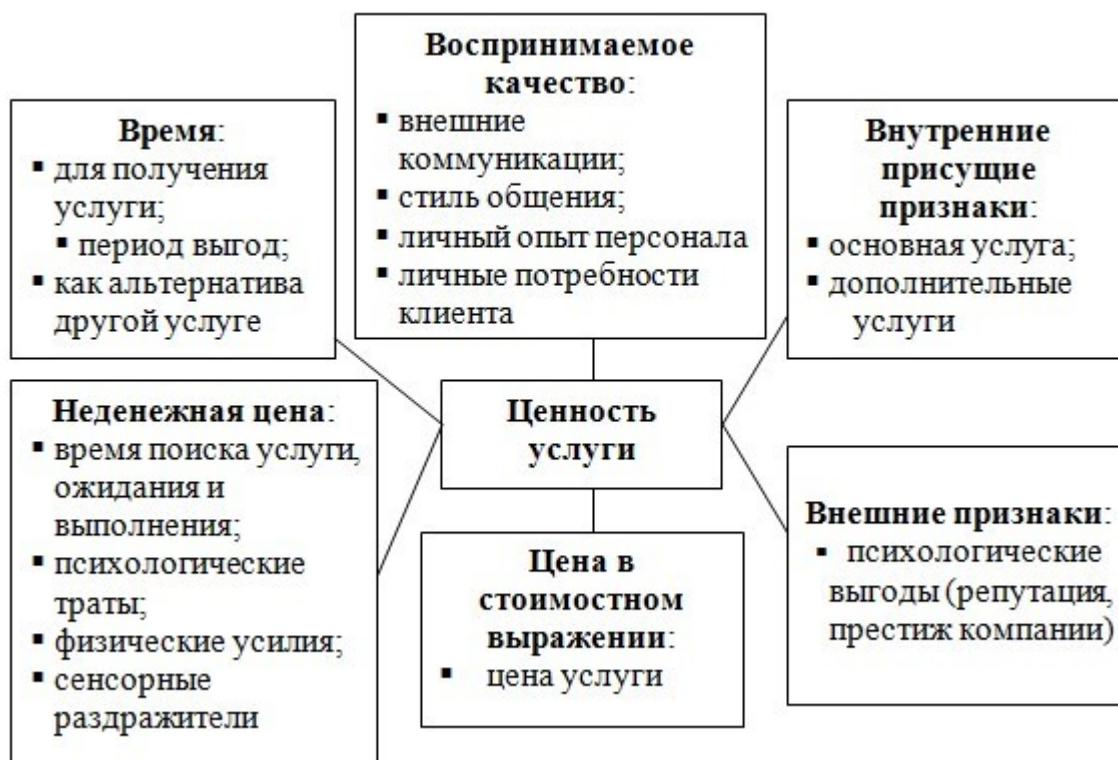 Воспринимаемое
качество:
▪ внешние
коммуникации;
▪ стиль общения;
▪ личный опыт персонала
▪ личные потребности
клиента
Время:
▪ для получения
услуги;
▪ период выгод;
▪ как альтернатива
другой услуге
Внутренние
присущие
признаки:
▪ основная услуга;
▪ дополнительные
услуги
Неденежная цена:
▪ время поиска услуги,
ожидания и
выполнения;
▪ психологические
траты;
▪ физические усилия;
▪ сенсорные
раздражители
Ценность
услуги
Цена в
стоимостном
выражении:
▪ цена услуги
Внешние признаки:
▪ психологические
выгоды (репутация,
престиж компании)